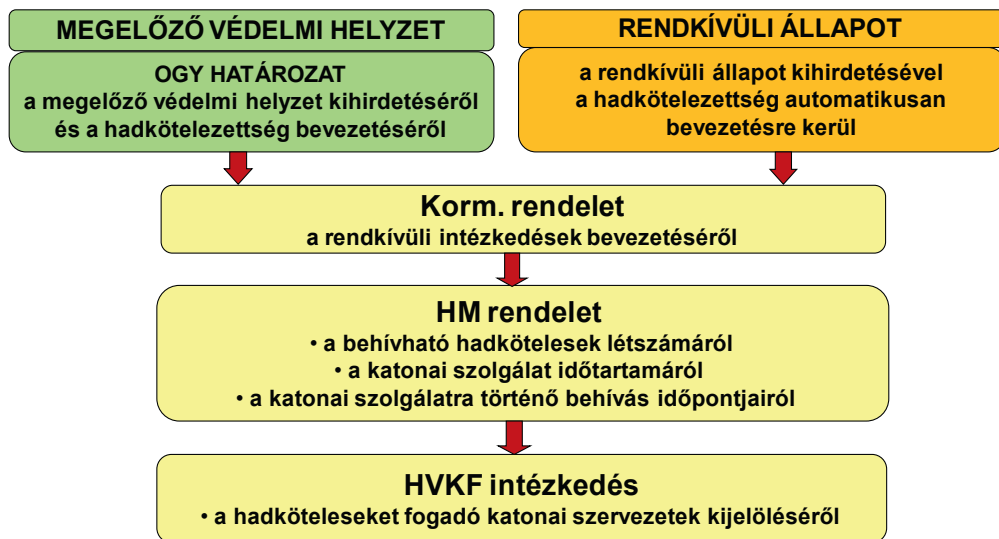 MEGELŐZŐ VÉDELMI HELYZET
OGY HATÁROZAT
a megelőző védelmi helyzet kihirdetéséről
és a hadkötelezettség bevezetéséről
RENDKÍVÜLI ÁLLAPOT
a rendkívüli állapot kihirdetésével
a hadkötelezettség automatikusan
bevezetésre kerül
Korm. rendelet
a rendkívüli intézkedések bevezetéséről
HM rendelet
• a behívható hadkötelesek létszámáról
• a katonai szolgálat időtartamáról
• a katonai szolgálatra történő behívás időpontjairól
HVKF intézkedés
• a hadköteleseket fogadó katonai szervezetek kijelöléséről